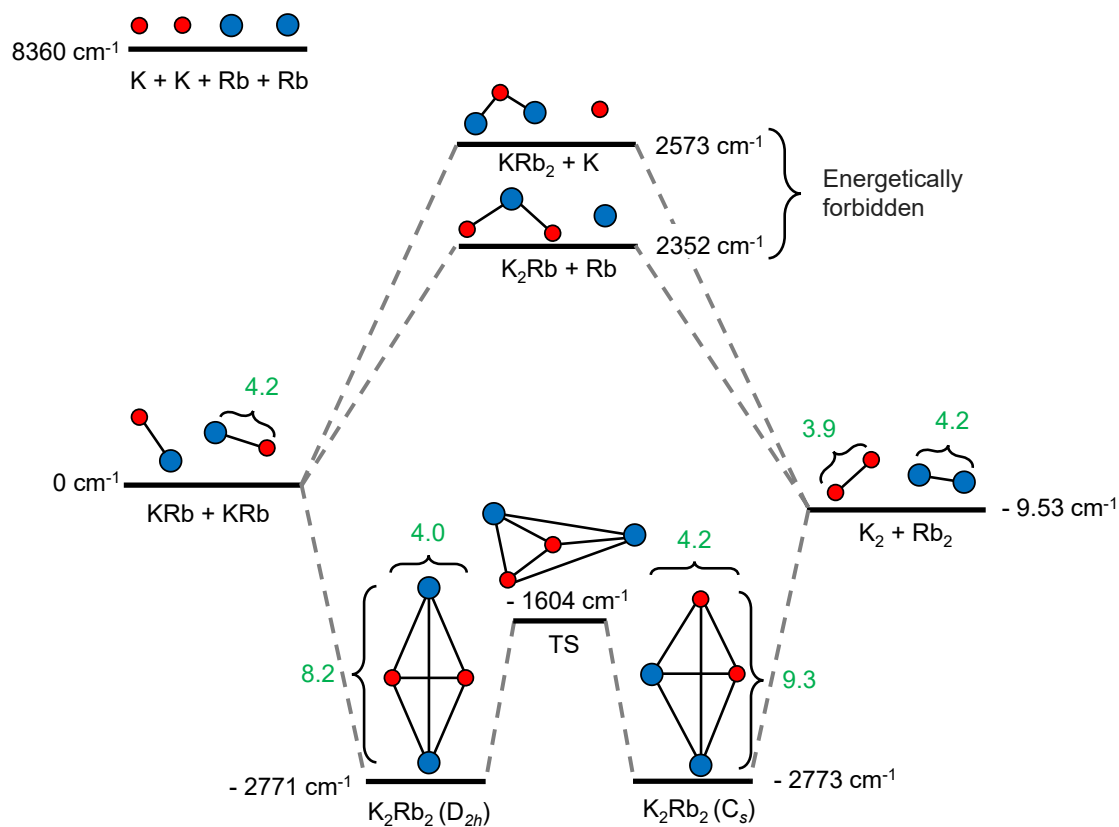 8360 cm⁻¹
K + K + Rb + Rb
KRb₂ + K
2573 cm⁻¹
Energetically
forbidden
K₂Rb + Rb
2352 cm⁻¹
4.2
0 cm⁻¹
KRb + KRb
3.9
4.2
- 9.53 cm⁻¹
K₂ + Rb₂
4.0
4.2
- 1604 cm⁻¹
TS
8.2
9.3
- 2771 cm⁻¹
K₂Rb₂ (D₂ₕ)
- 2773 cm⁻¹
K₂Rb₂ (Cₛ)